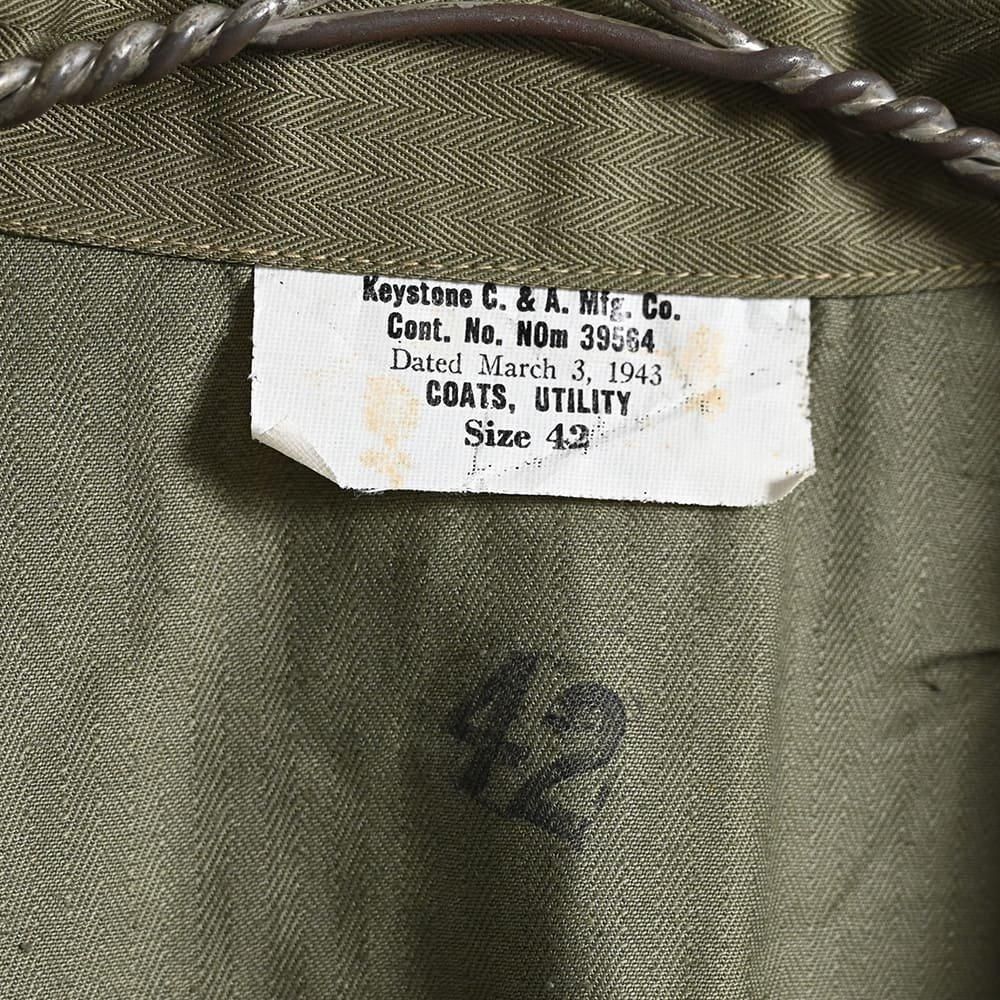 Keystone C. & A. Mfg. Co.
Cont. No. NOm 39564
Dated March 3, 1943
COATS, UTILITY
Size 42
42